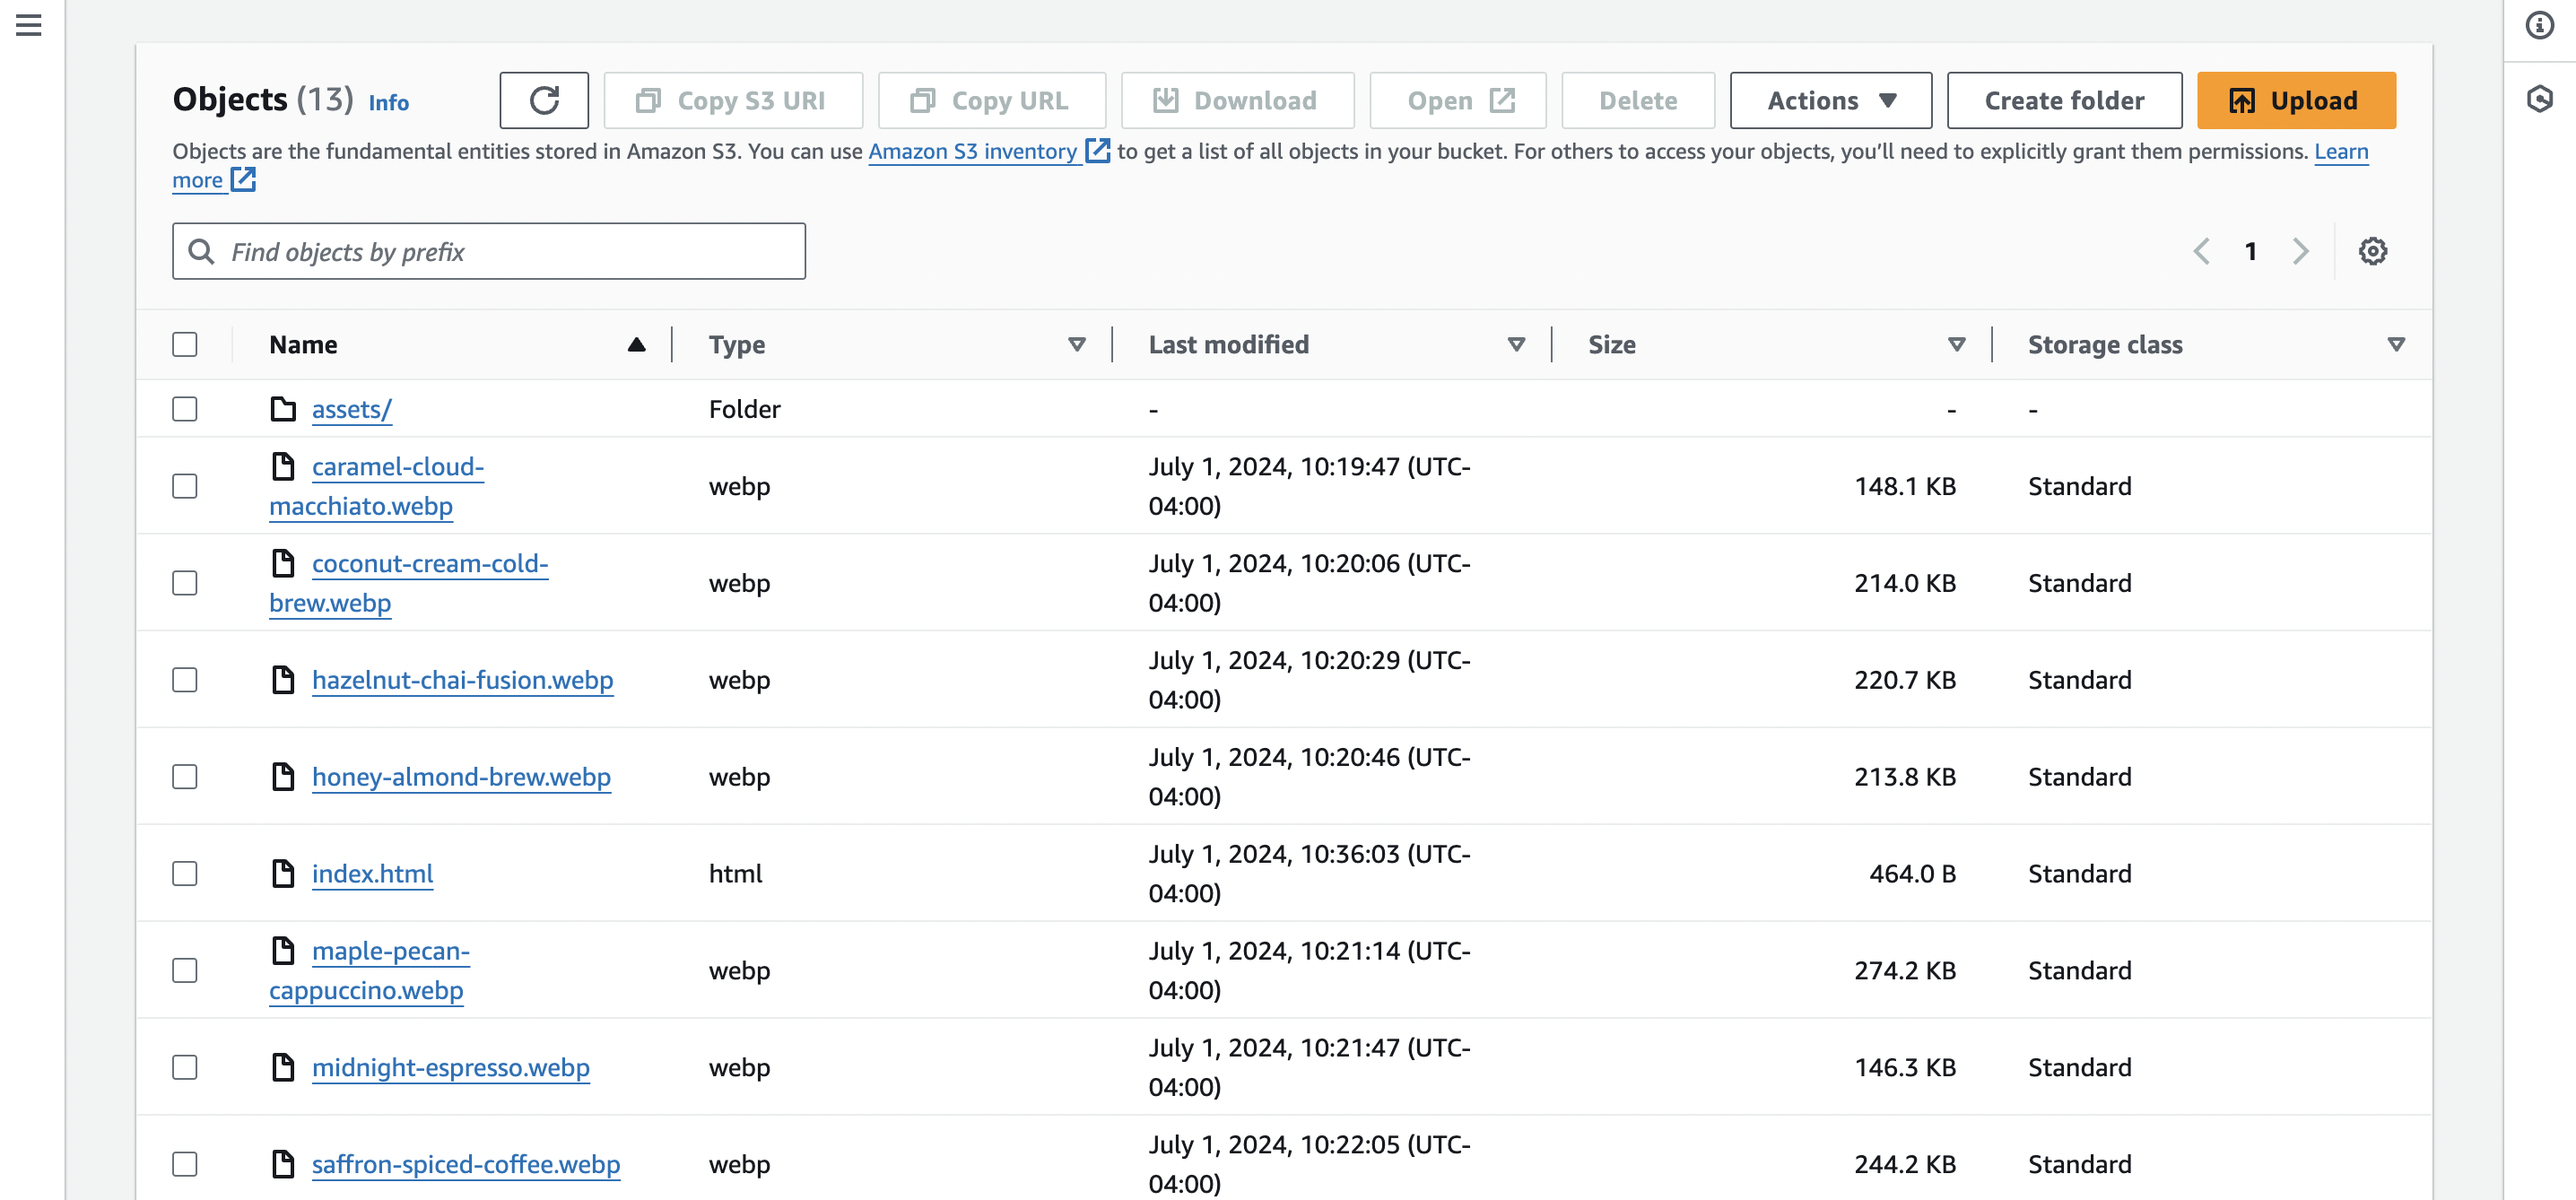 Objects (13) Info Copy S3 URI Copy URL Download Open Delete Actions Create folder Upload
Objects are the fundamental entities stored in Amazon S3. You can use Amazon S3 inventory to get a list of all objects in your bucket. For others to access your objects, you’ll need to explicitly grant them permissions. Learn
more
Find objects by prefix 1
Name Type Last modified Size Storage class
assets/ Folder - - -
caramel-cloud-
macchiato.webp
webp
July 1, 2024, 10:19:47 (UTC-
04:00)
148.1 KB Standard
coconut-cream-cold-
brew.webp
webp
July 1, 2024, 10:20:06 (UTC-
04:00)
214.0 KB Standard
hazelnut-chai-fusion.webp webp
July 1, 2024, 10:20:29 (UTC-
04:00)
220.7 KB Standard
honey-almond-brew.webp webp
July 1, 2024, 10:20:46 (UTC-
04:00)
213.8 KB Standard
index.html html
July 1, 2024, 10:36:03 (UTC-
04:00)
464.0 B Standard
maple-pecan-
cappuccino.webp
webp
July 1, 2024, 10:21:14 (UTC-
04:00)
274.2 KB Standard
midnight-espresso.webp webp
July 1, 2024, 10:21:47 (UTC-
04:00)
146.3 KB Standard
saffron-spiced-coffee.webp webp
July 1, 2024, 10:22:05 (UTC-
04:00)
244.2 KB Standard